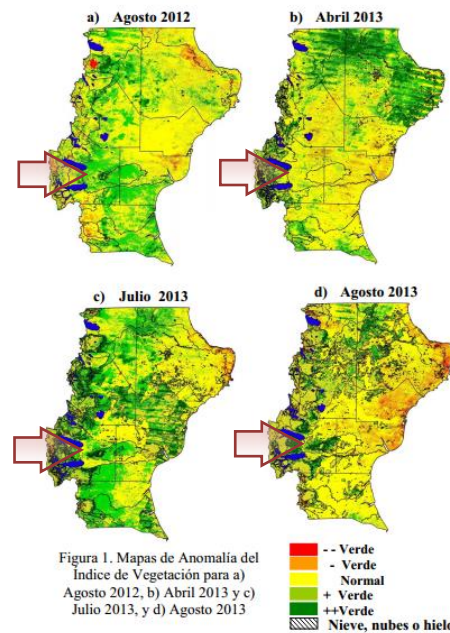 a) Agosto 2012
b) Abril 2013
c) Julio 2013
d) Agosto 2013
Figura 1. Mapas de Anomalía del
Índice de Vegetación para a)
Agosto 2012, b) Abril 2013 y c)
Julio 2013, y d) Agosto 2013
- - Verde
- Verde
Normal
+ Verde
++Verde
Nieve, nubes o hielo